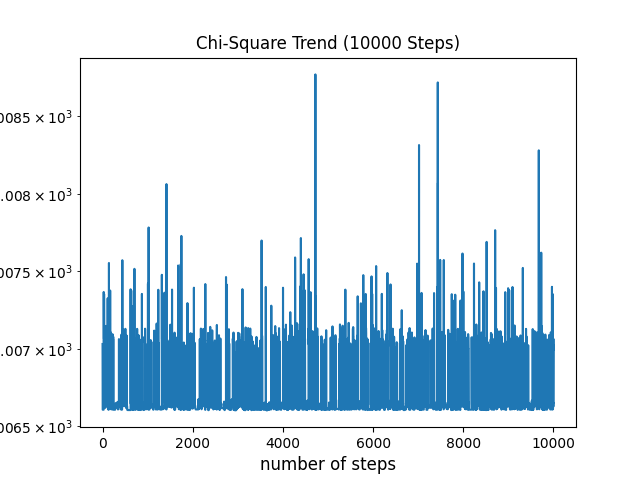 Chi-Square Trend (10000 Steps)
0085 × 10³
.008 × 10³
0075 × 10³
.007 × 10³
0065 × 10³
0 2000 4000 6000 8000 10000
number of steps